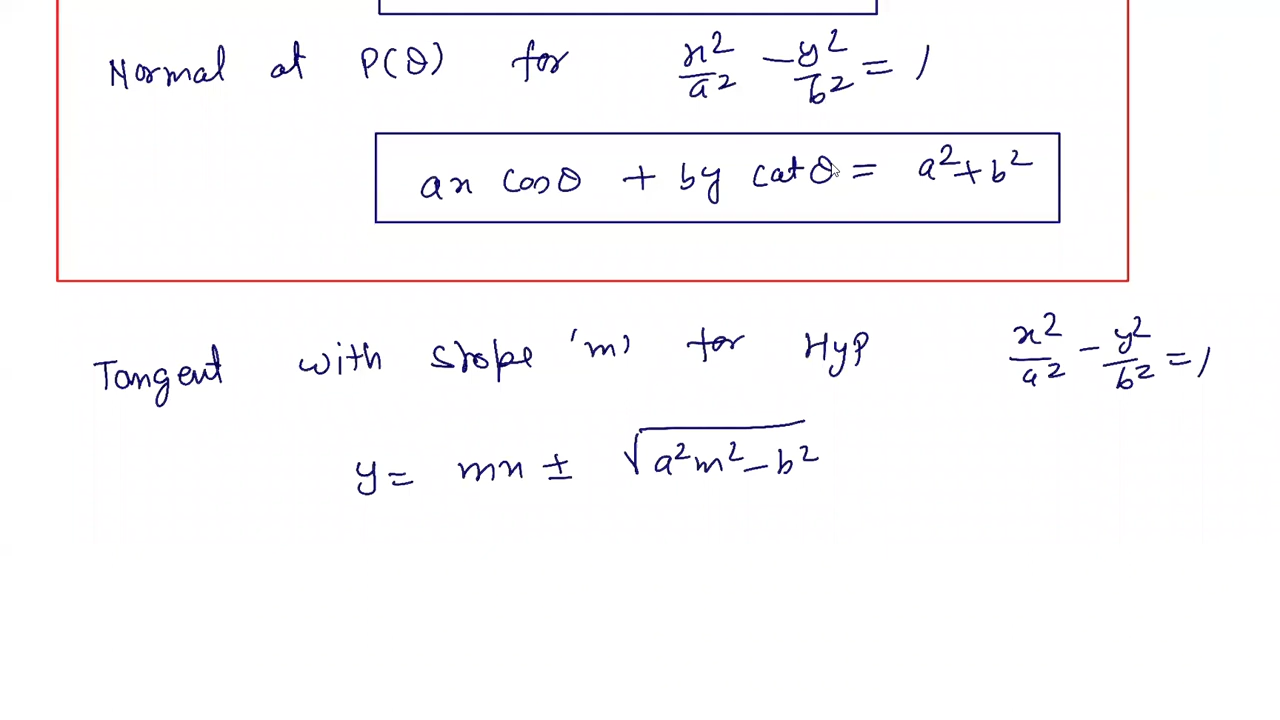 Normal at P(θ) for x²/a² - y²/b² = 1
ax cosθ + by cotθ = a² + b²
Tangent with slope 'm' for Hyp x²/a² - y²/b² = 1
y = mx ± √(a²m² - b²)